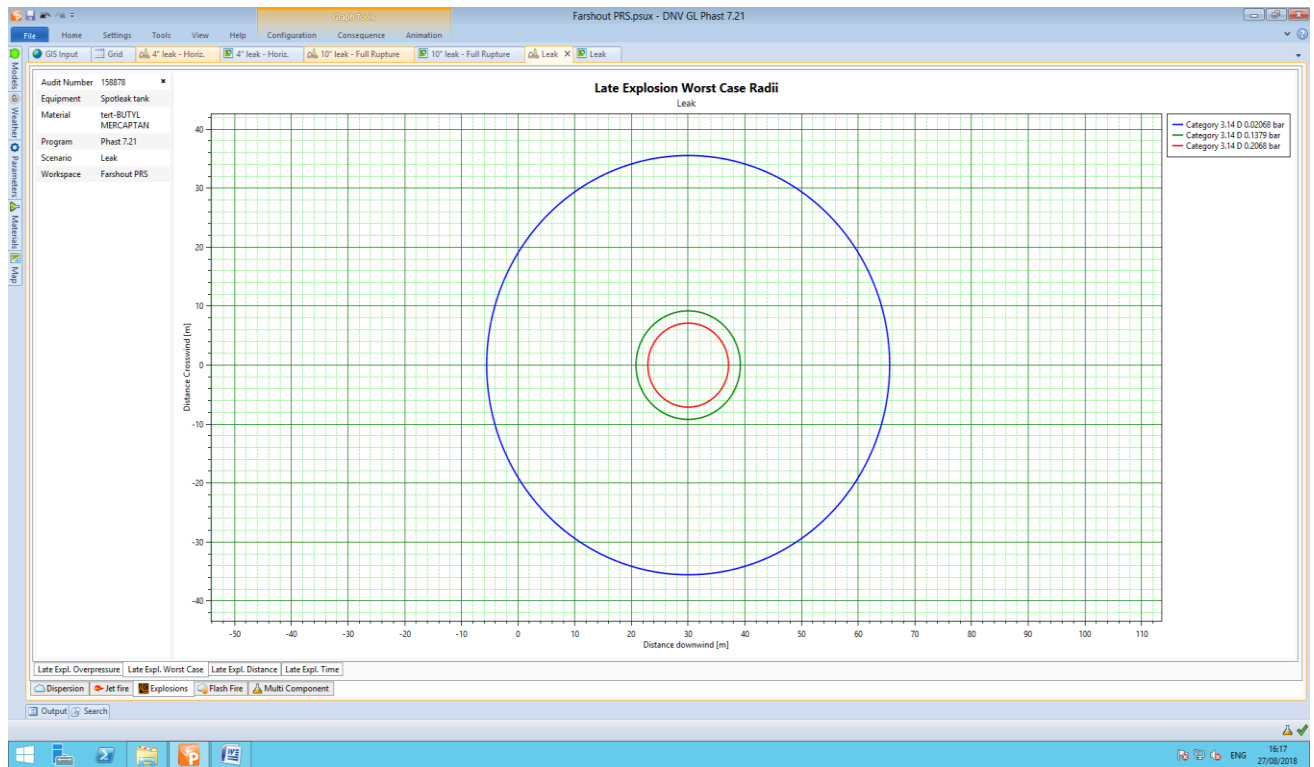 Graph Tools
Farshout PRS.psux - DNV GL Phast 7.21
File Home Settings Tools View Help Configuration Consequence Animation
GIS Input Grid 4" leak - Horiz. 4" leak - Horiz. 10" leak - Full Rupture 10" leak - Full Rupture Leak Leak
Models Weather Parameters Materials Map
Audit Number 158878
Equipment Spotleak tank
Material tert-BUTYL
MERCAPTAN
Program Phast 7.21
Scenario Leak
Workspace Farshout PRS
Late Explosion Worst Case Radii
Leak
Category 3.14 D 0.02068 bar
Category 3.14 D 0.1379 bar
Category 3.14 D 0.2068 bar
Distance Crosswind [m]
40
30
20
10
0
-10
-20
-30
-40
-50 -40 -30 -20 -10 0 10 20 30 40 50 60 70 80 90 100 110
Distance downwind [m]
Late Expl. Overpressure Late Expl. Worst Case Late Expl. Distance Late Expl. Time
Dispersion Jet fire Explosions Flash Fire Multi Component
Output Search
ENG 16:17
27/08/2018